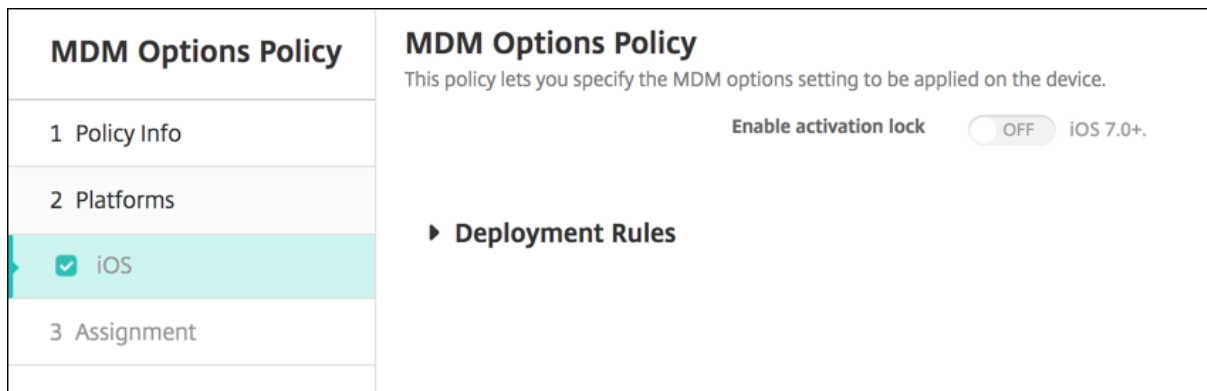 MDM Options Policy
1 Policy Info
2 Platforms
iOS
3 Assignment
MDM Options Policy
This policy lets you specify the MDM options setting to be applied on the device.
Enable activation lock OFF iOS 7.0+.
Deployment Rules